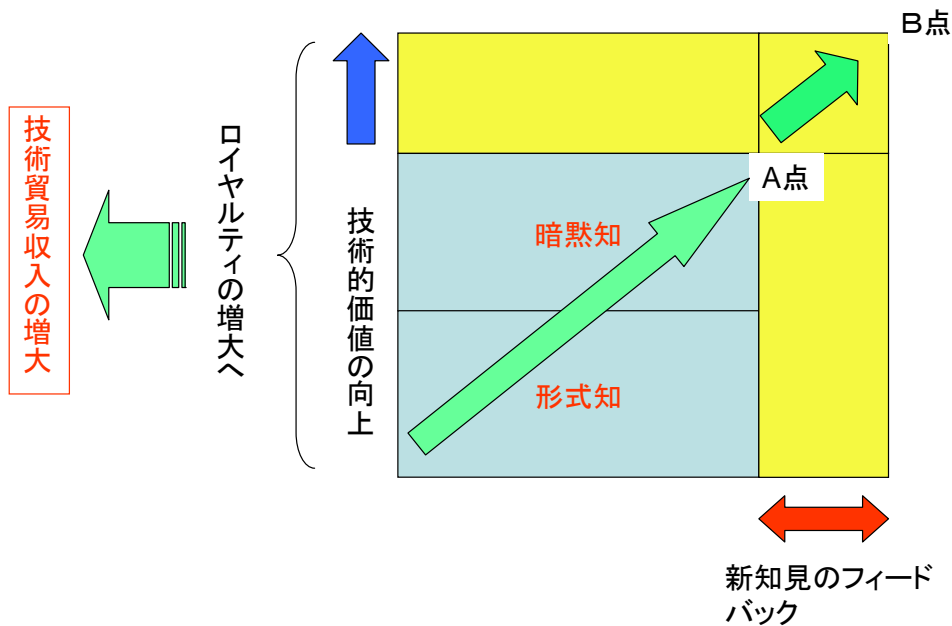 B点
A点
暗黙知
形式知
技術的価値の向上
ロイヤルティの増大へ
技術貿易収入の増大
新知見のフィード
バック